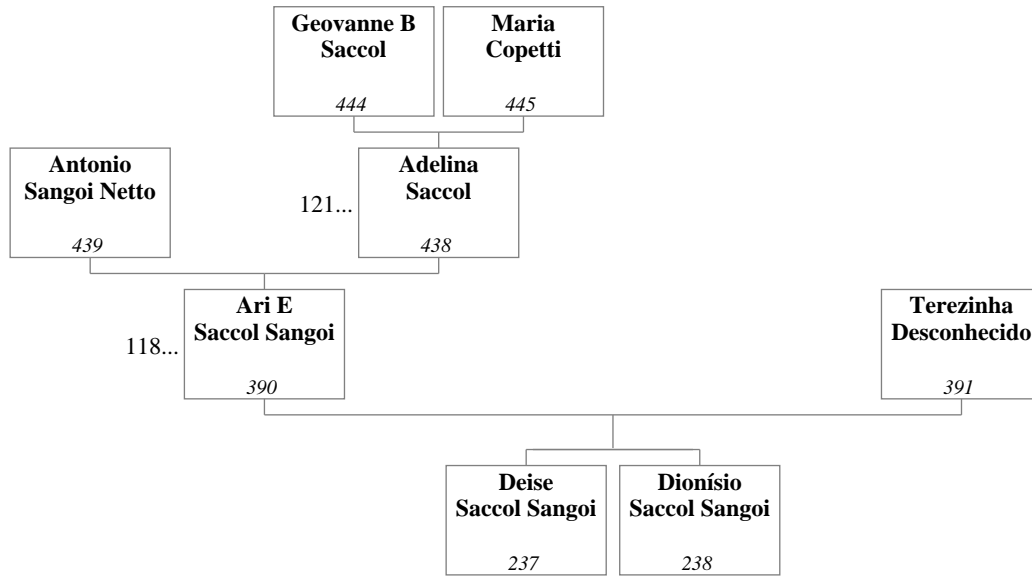 Geovanne B
Saccol
444
Maria
Copetti
445
Antonio
Sangoi Netto
439
121...
Adelina
Saccol
438
118...
Ari E
Saccol Sangoi
390
Terezinha
Desconhecido
391
Deise
Saccol Sangoi
237
Dionísio
Saccol Sangoi
238